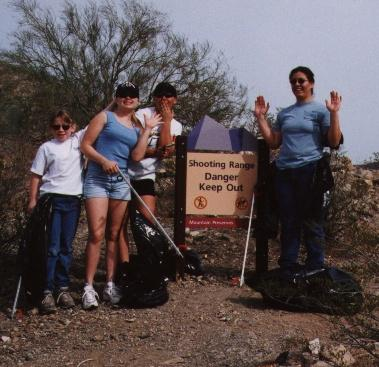 Shooting Range
Danger
Keep Out
Mountain Preserves